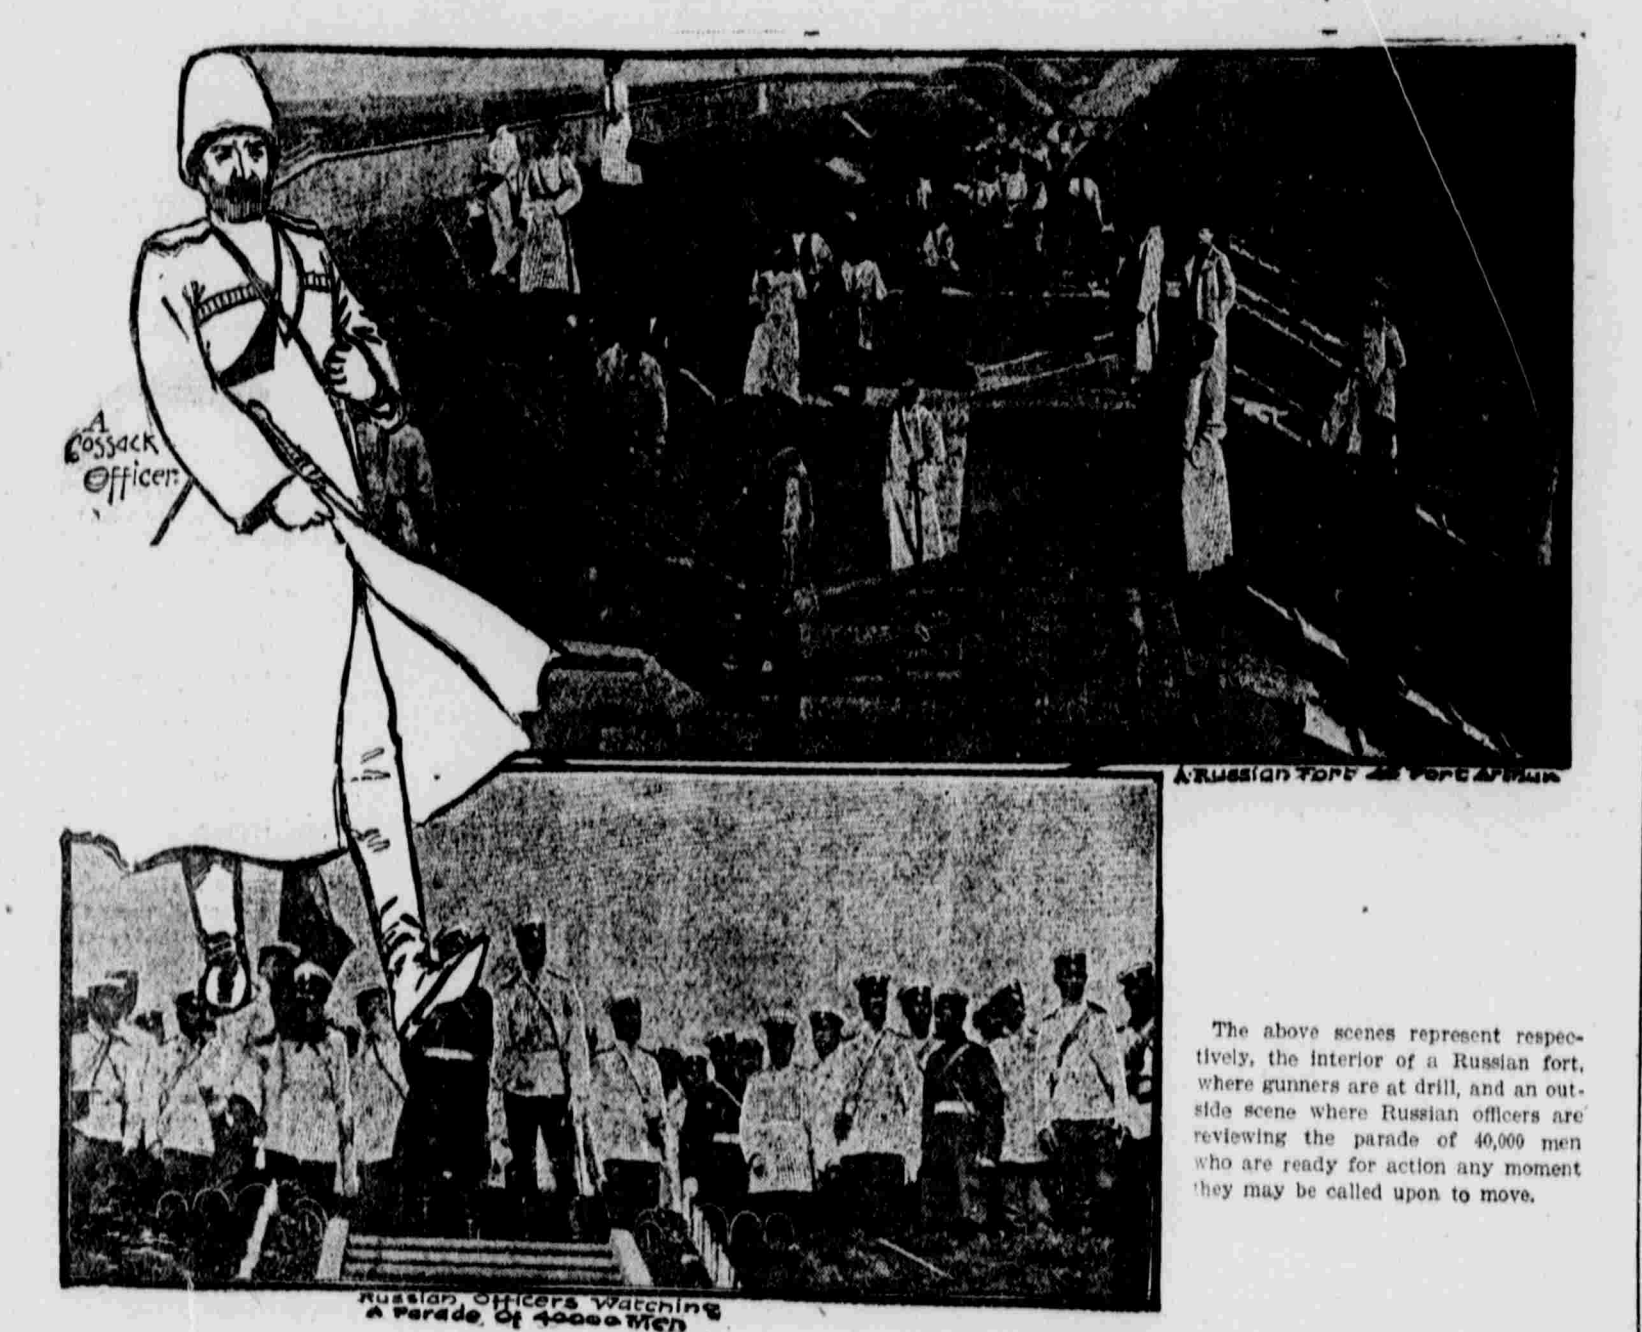 A
Cossack
Officer
A Russian Fort At Port Arthur
The above scenes represent respec-
tively, the interior of a Russian fort,
where gunners are at drill, and an out-
side scene where Russian officers are
reviewing the parade of 40,000 men
who are ready for action any moment
they may be called upon to move.
Russian Officers Watching
A Parade Of 40000 Men